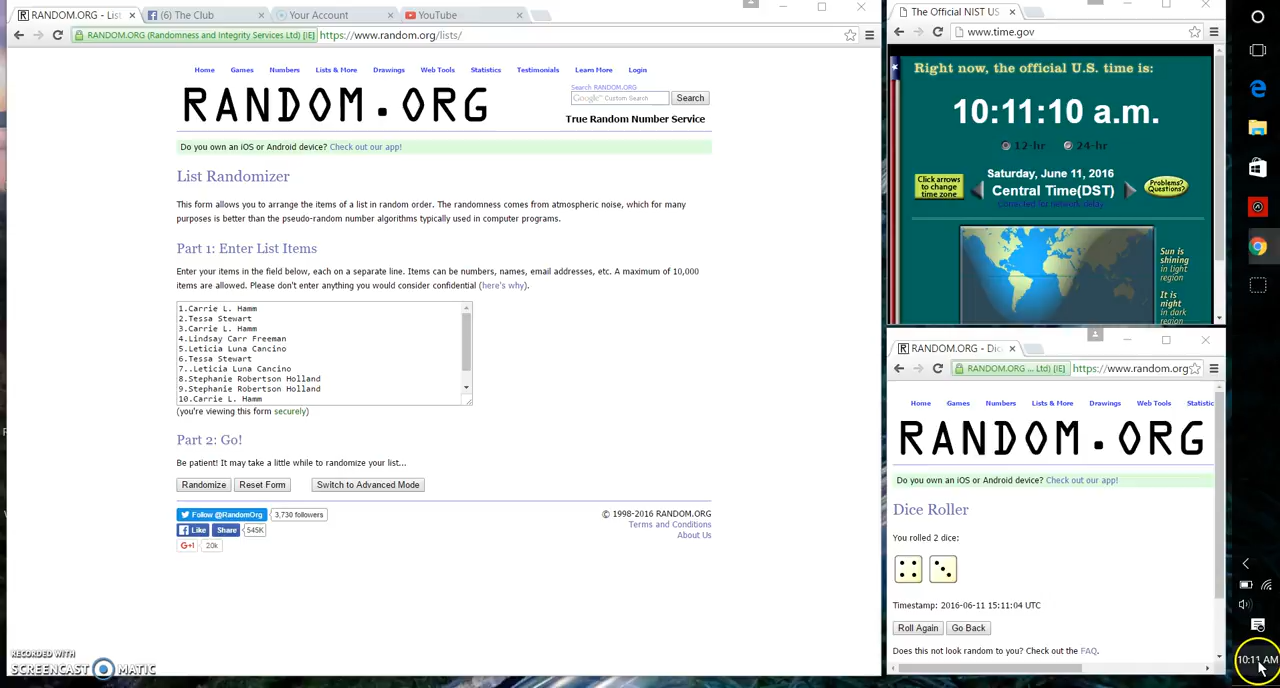 RANDOM.ORG - List
(6) The Club
Your Account
YouTube
RANDOM.ORG (Randomness and Integrity Services Ltd) [IE]
https://www.random.org/lists/
Home
Games
Numbers
Lists & More
Drawings
Web Tools
Statistics
Testimonials
Learn More
Login
RANDOM.ORG
Search RANDOM.ORG
Google™ Custom Search
Search
True Random Number Service
Do you own an iOS or Android device? Check out our app!
List Randomizer
This form allows you to arrange the items of a list in random order. The randomness comes from atmospheric noise, which for many
purposes is better than the pseudo-random number algorithms typically used in computer programs.
Part 1: Enter List Items
Enter your items in the field below, each on a separate line. Items can be numbers, names, email addresses, etc. A maximum of 10,000
items are allowed. Please don't enter anything you would consider confidential (here's why).
1.Carrie L. Hamm
2.Tessa Stewart
3.Carrie L. Hamm
4.Lindsay Carr Freeman
5.Leticia Luna Cancino
6.Tessa Stewart
7..Leticia Luna Cancino
8.Stephanie Robertson Holland
9.Stephanie Robertson Holland
10.Carrie L. Hamm
(you're viewing this form securely)
Part 2: Go!
Be patient! It may take a little while to randomize your list...
Randomize
Reset Form
Switch to Advanced Mode
Follow @RandomOrg
3,730 followers
Like
Share
545K
G+1
20k
© 1998-2016 RANDOM.ORG
Terms and Conditions
About Us
RECORDED WITH
SCREENCAST MATIC
The Official NIST US
www.time.gov
Right now, the official U.S. time is:
10:11:10 a.m.
12-hr
24-hr
Click arrows
to change
time zone
Saturday, June 11, 2016
Central Time(DST)
corrected for network delay
Problems?
Questions?
Sun is
shining
in light
region
It is
night
in dark
region
RANDOM.ORG - Dic
RANDOM.ORG ... Ltd) [IE]
https://www.random.org
Home
Games
Numbers
Lists & More
Drawings
Web Tools
Statistic
RANDOM.ORG
Do you own an iOS or Android device? Check out our app!
Dice Roller
You rolled 2 dice:
Timestamp: 2016-06-11 15:11:04 UTC
Roll Again
Go Back
Does this not look random to you? Check out the FAQ.
10:11 AM